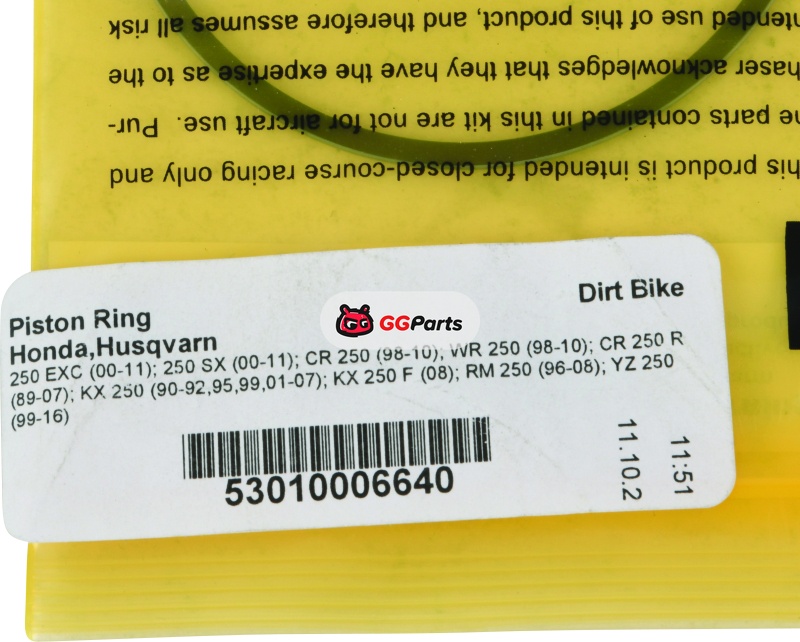 This product is intended for closed-course racing only and
the parts contained in this kit are not for aircraft use. Pur-
chaser acknowledges that they have the expertise as to the
intended use of this product, and therefore assumes all risk
Piston Ring
Dirt Bike
Honda,Husqvarn
GGParts
250 EXC (00-11); 250 SX (00-11); CR 250 (98-10); WR 250 (98-10); CR 250 R
(89-07); KX 250 (90-92,95,99,01-07); KX 250 F (08); RM 250 (96-08); YZ 250
(99-16)
53010006640
11.10.2
11:51